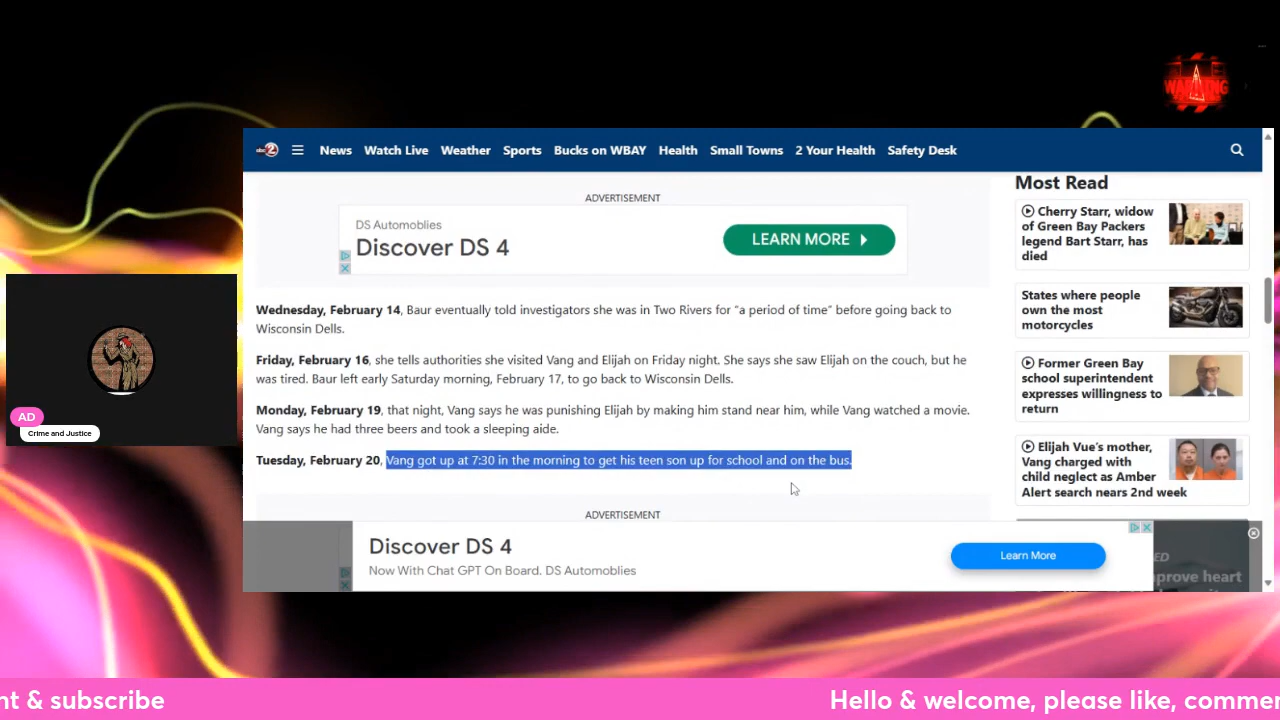 WARNING
abc 2 News Watch Live Weather Sports Bucks on WBAY Health Small Towns 2 Your Health Safety Desk
ADVERTISEMENT
DS Automoblies
Discover DS 4
LEARN MORE
Wednesday, February 14, Baur eventually told investigators she was in Two Rivers for “a period of time” before going back to
Wisconsin Dells.
Friday, February 16, she tells authorities she visited Vang and Elijah on Friday night. She says she saw Elijah on the couch, but he
was tired. Baur left early Saturday morning, February 17, to go back to Wisconsin Dells.
Monday, February 19, that night, Vang says he was punishing Elijah by making him stand near him, while Vang watched a movie.
Vang says he had three beers and took a sleeping aide.
Tuesday, February 20, Vang got up at 7:30 in the morning to get his teen son up for school and on the bus.
ADVERTISEMENT
Discover DS 4
Now With Chat GPT On Board. DS Automoblies
Learn More
Most Read
Cherry Starr, widow
of Green Bay Packers
legend Bart Starr, has
died
States where people
own the most
motorcycles
Former Green Bay
school superintendent
expresses willingness to
return
Elijah Vue’s mother,
Vang charged with
child neglect as Amber
Alert search nears 2nd week
prove heart
AD
Crime and Justice
nt & subscribe
Hello & welcome, please like, commen